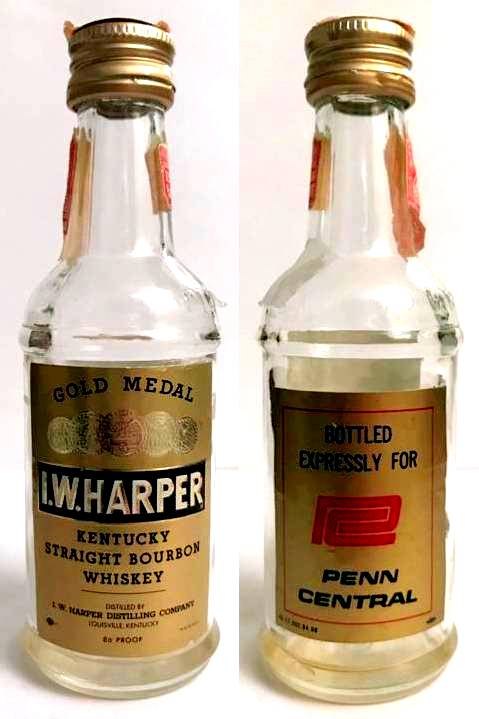 GOLD MEDAL
I.W.HARPER
KENTUCKY
STRAIGHT BOURBON
WHISKEY
DISTILLED BY
I. W. HARPER DISTILLING COMPANY
LOUISVILLE, KENTUCKY
86 PROOF
BOTTLED
EXPRESSLY FOR
PENN
CENTRAL